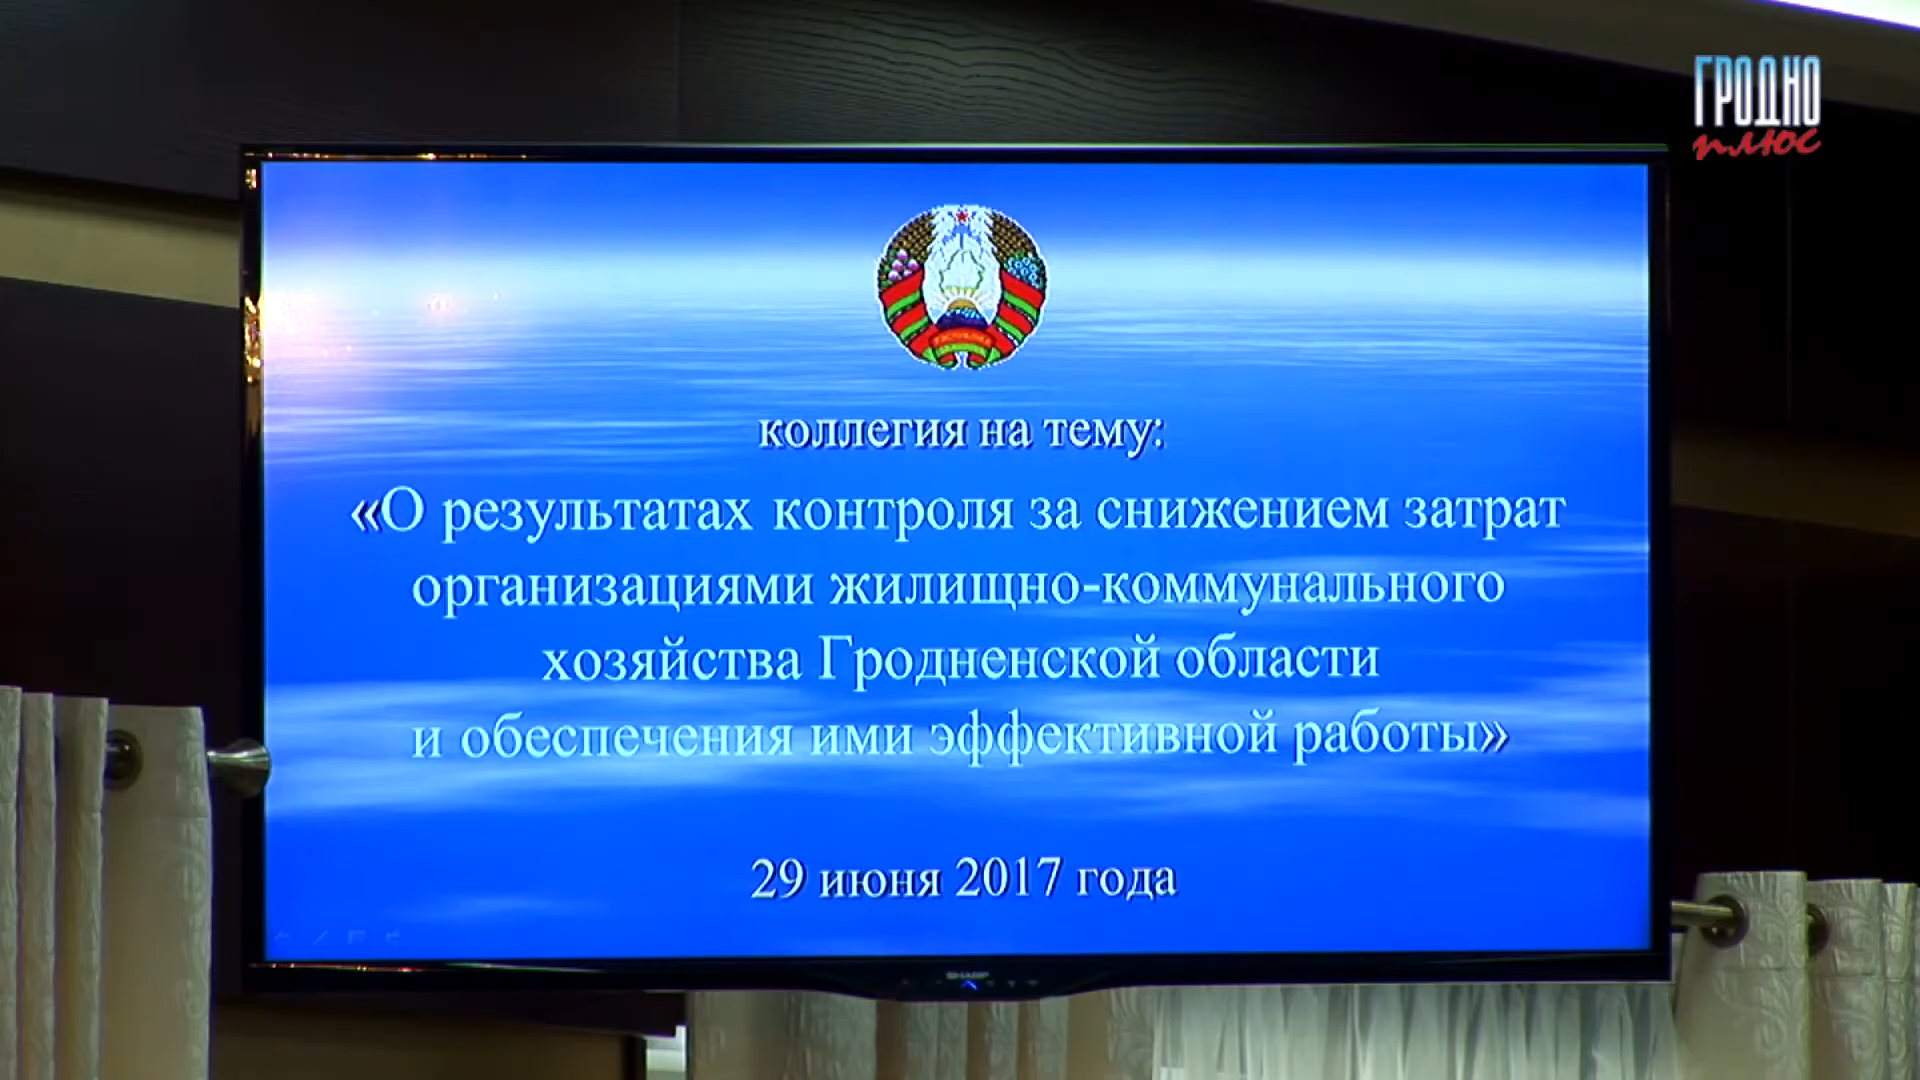 ГРОДНО
плюс
коллегия на тему:
«О результатах контроля за снижением затрат
организациями жилищно-коммунального
хозяйства Гродненской области
и обеспечения ими эффективной работы»
29 июня 2017 года
SHARP